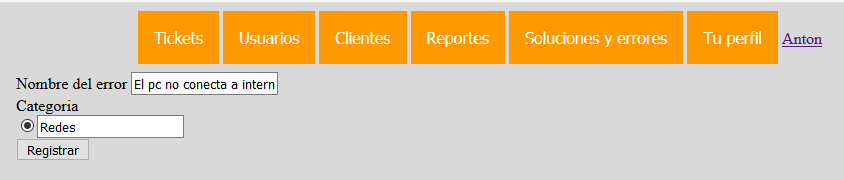 Tickets Usuarios Clientes Reportes Soluciones y errores Tu perfil Anton
Nombre del error El pc no conecta a intern
Categoria
Redes
Registrar